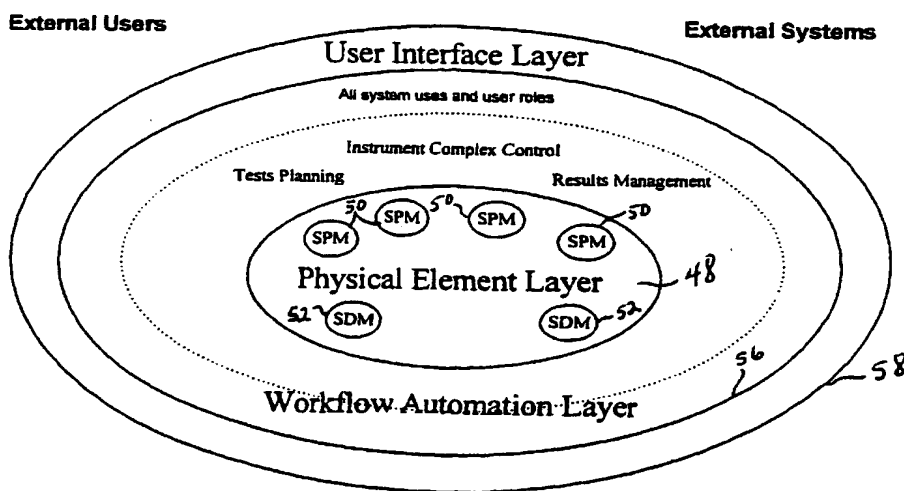 External Users
External Systems
User Interface Layer
All system uses and user roles
Instrument Complex Control
Tests Planning
Results Management
50
50
50
SPM
SPM
SPM
SPM
Physical Element Layer
48
52
SDM
SDM
52
56
58
Workflow Automation Layer